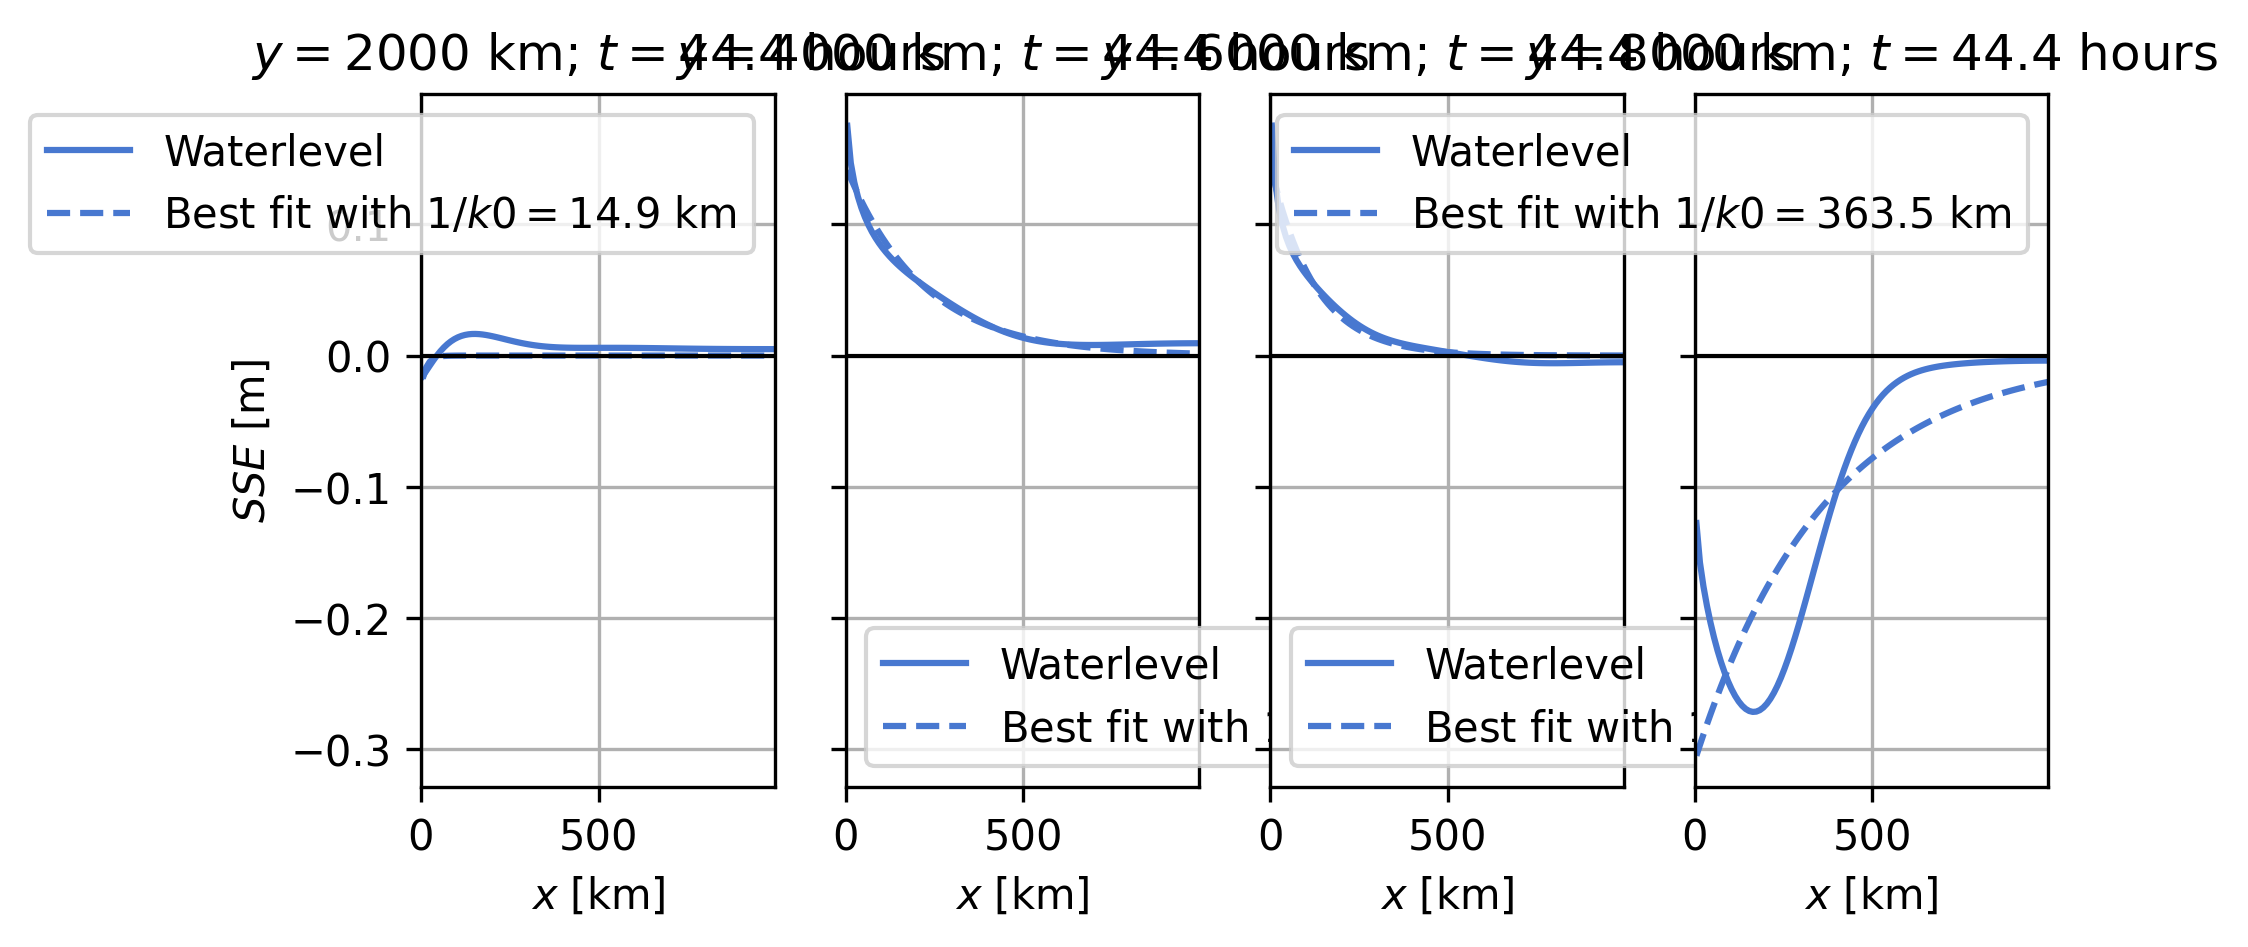 y = 2000 km; t = 44.4 hours
y = 4000 km; t = 44.4 hours
y = 6000 km; t = 44.4 hours
y = 8000 km; t = 44.4 hours
Waterlevel
Best fit with 1/k0 = 14.9 km
Waterlevel
Best fit with 1/k0 = 363.5 km
Waterlevel
Best fit with
Waterlevel
Best fit with
SSE [m]
0.1
0.0
−0.1
−0.2
−0.3
0
500
0
500
0
500
0
500
x [km]
x [km]
x [km]
x [km]